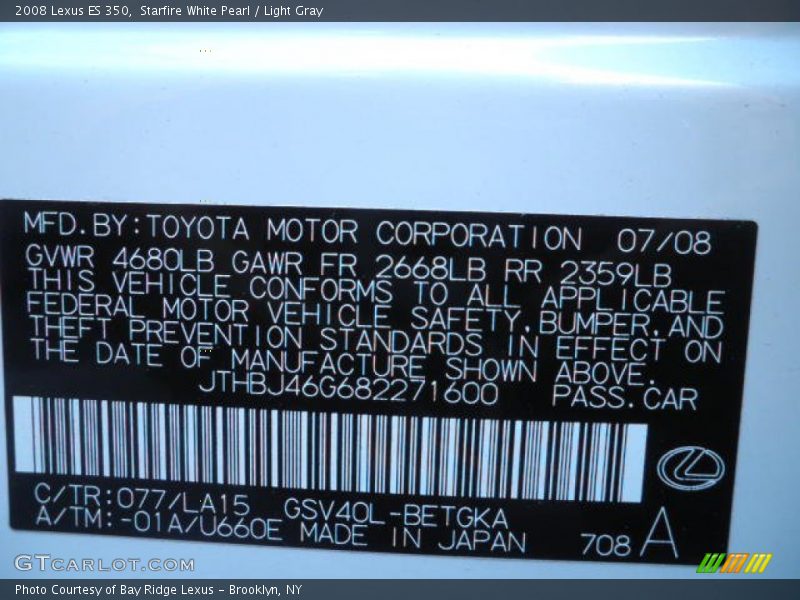 2008 Lexus ES 350, Starfire White Pearl / Light Gray
MFD.BY:TOYOTA MOTOR CORPORATION 07/08
GVWR 4680LB GAWR FR 2668LB RR 2359LB
THIS VEHICLE CONFORMS TO ALL APPLICABLE
FEDERAL MOTOR VEHICLE SAFETY,BUMPER,AND
THEFT PREVENTION STANDARDS IN EFFECT ON
THE DATE OF MANUFACTURE SHOWN ABOVE.
JTHBJ46G682271600 PASS.CAR
C/TR:077/LA15 GSV40L-BETGKA
A/TM:-01A/U660E MADE IN JAPAN 708 A
GTCARLOT.COM
Photo Courtesy of Bay Ridge Lexus - Brooklyn, NY